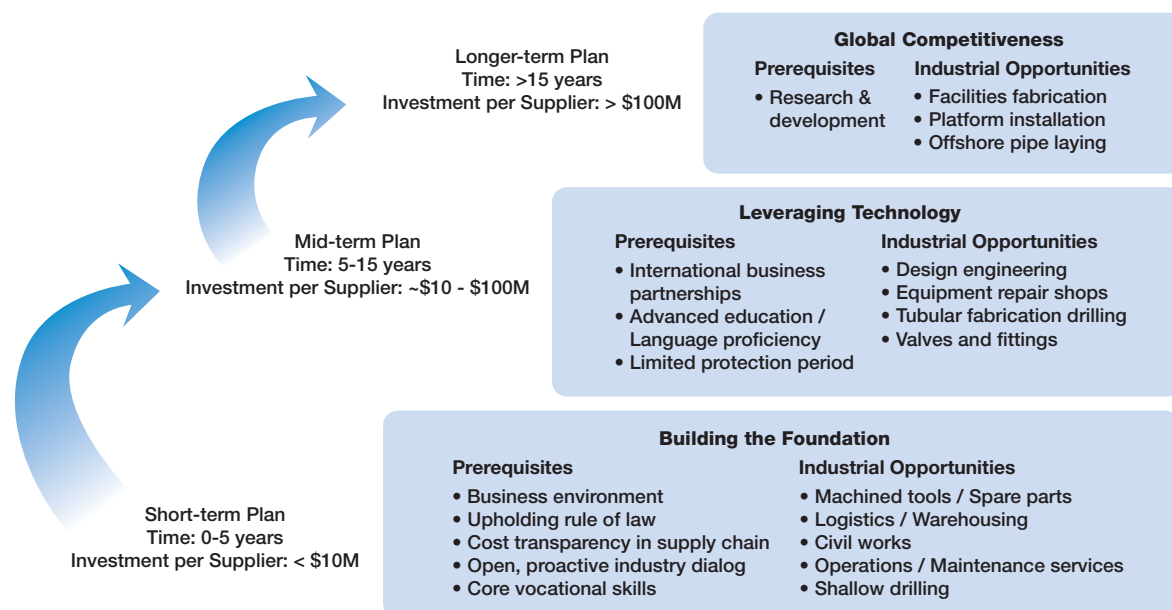 Longer-term Plan
Time: >15 years
Investment per Supplier: > $100M
Global Competitiveness
Prerequisites
• Research &
development
Industrial Opportunities
• Facilities fabrication
• Platform installation
• Offshore pipe laying
Mid-term Plan
Time: 5-15 years
Investment per Supplier: ~$10 - $100M
Leveraging Technology
Prerequisites
• International business
partnerships
• Advanced education /
Language proficiency
• Limited protection period
Industrial Opportunities
• Design engineering
• Equipment repair shops
• Tubular fabrication drilling
• Valves and fittings
Short-term Plan
Time: 0-5 years
Investment per Supplier: < $10M
Building the Foundation
Prerequisites
• Business environment
• Upholding rule of law
• Cost transparency in supply chain
• Open, proactive industry dialog
• Core vocational skills
Industrial Opportunities
• Machined tools / Spare parts
• Logistics / Warehousing
• Civil works
• Operations / Maintenance services
• Shallow drilling